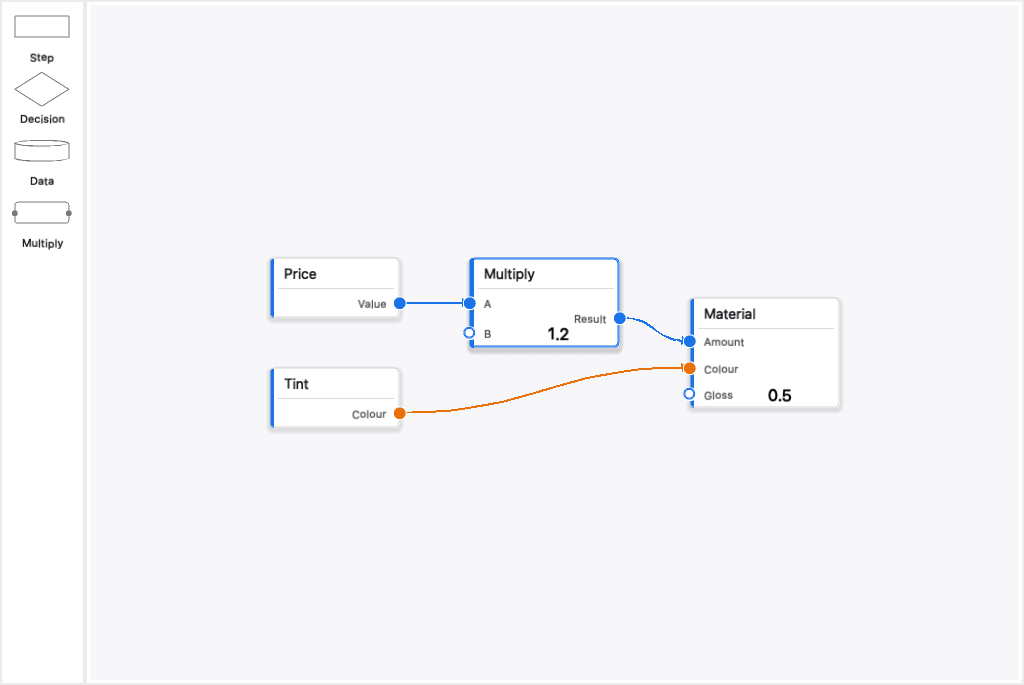 Step
Decision
Data
Multiply
Price
Value
Multiply
A
Result
B 1.2
Material
Amount
Colour
Gloss 0.5
Tint
Colour